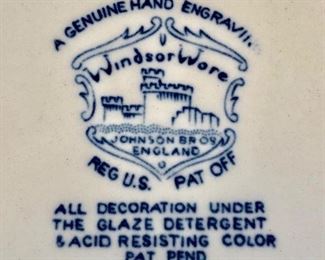 A GENUINE HAND
Windsor Ware
JOHNSON BROS
ENGLAND
REG U.S. PAT OFF
ALL DECORATION UNDER
THE GLAZE DETERGENT
& ACID RESISTING COLOR
PAT PEND